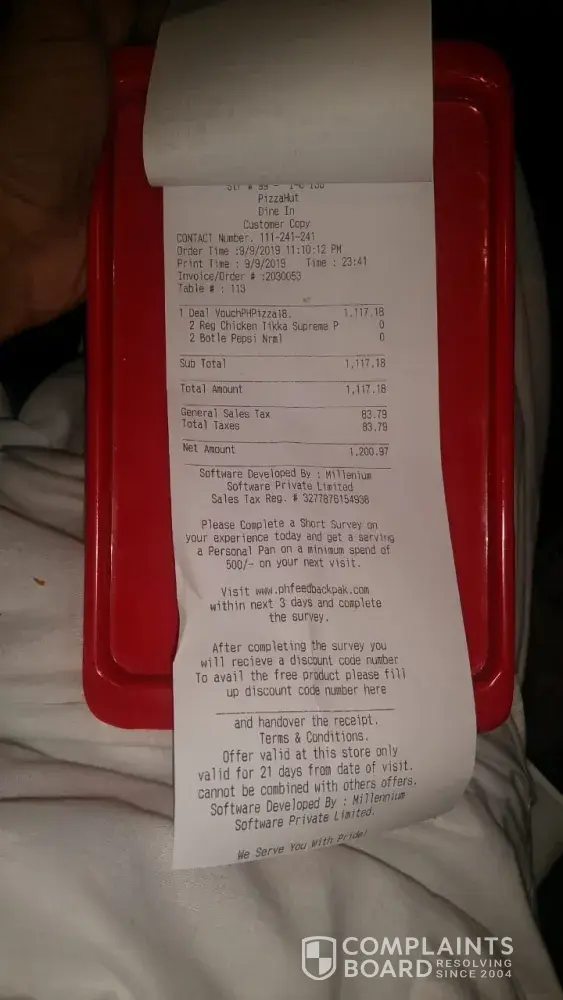 PizzaHut
Dine In
Customer Copy
CONTACT Number. 111-241-241
Order Time :9/9/2019 11:10:12 PM
Print Time : 9/9/2019 Time : 23:41
Invoice/Order # :2030053
Table # : 113
1 Deal VouchPHPizza18. 1,117.18
2 Reg Chicken Tikka Supreme P 0
2 Botle Pepsi Nrml 0
Sub Total 1,117.18
Total Amount 1,117.18
General Sales Tax 83.79
Total Taxes 83.79
Net Amount 1,200.97
Software Developed By : Millenium
Software Private Limited
Sales Tax Reg. # 3277876154936
Please Complete a Short Survey on
your experience today and get a serving
a Personal Pan on a minimum spend of
500/- on your next visit.
Visit www.phfeedbackpak.com
within next 3 days and complete
the survey.
After completing the survey you
will recieve a discount code number
To avail the free product please fill
up discount code number here
and handover the receipt.
Terms & Conditions.
Offer valid at this store only
valid for 21 days from date of visit.
cannot be combined with others offers.
Software Developed By : Millennium
Software Private Limited.
We Serve You With Pride!
COMPLAINTS
BOARD RESOLVING
SINCE 2004